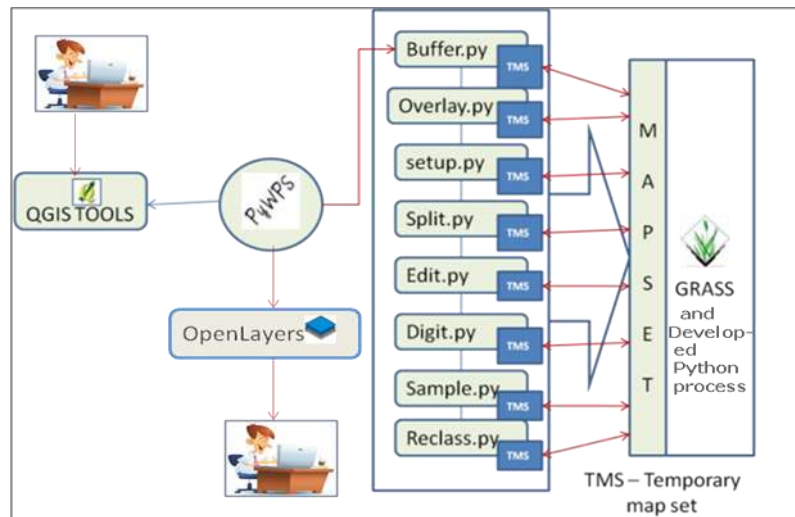 QGIS TOOLS
PyWPS
OpenLayers
Buffer.py
TMS
Overlay.py
TMS
setup.py
TMS
Split.py
TMS
Edit.py
TMS
Digit.py
TMS
Sample.py
TMS
Reclass.py
TMS
M
A
P
S
E
T
GRASS
and
Develop-
ed
Python
process
TMS – Temporary
map set